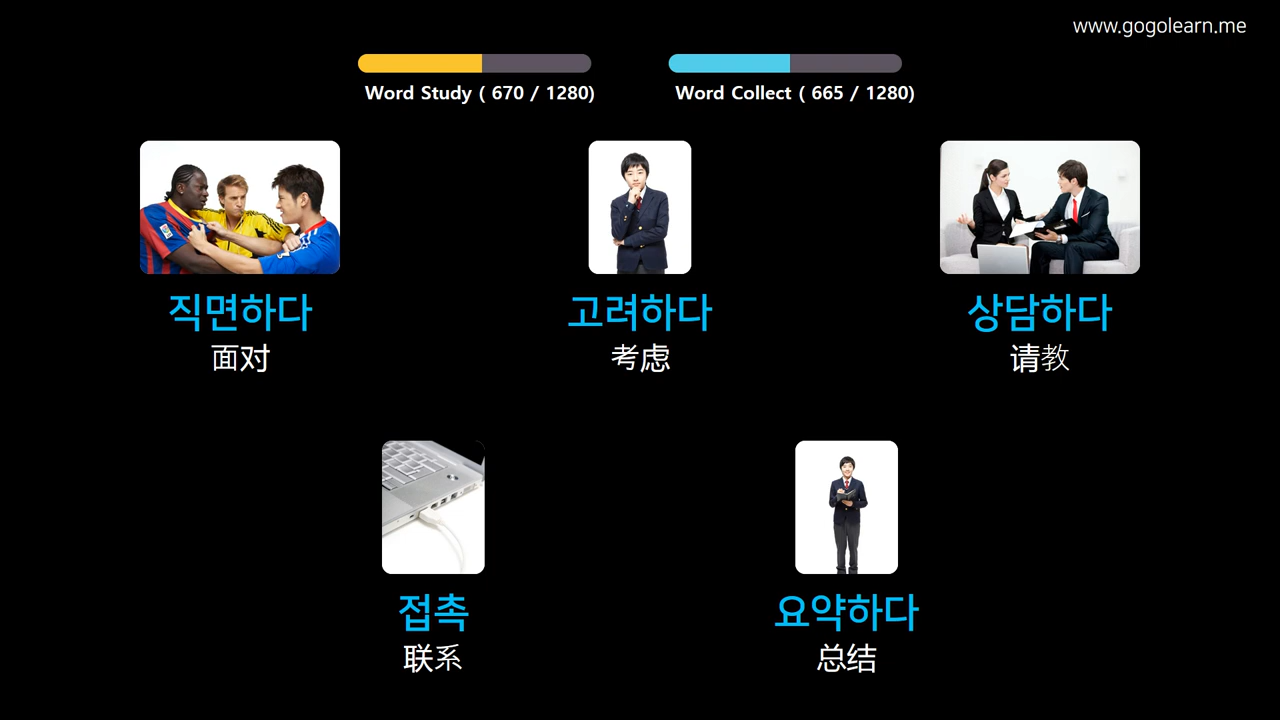 www.gogolearn.me
Word Study ( 670 / 1280)
Word Collect ( 665 / 1280)
직면하다
面对
고려하다
考虑
상담하다
请教
접촉
联系
요약하다
总结